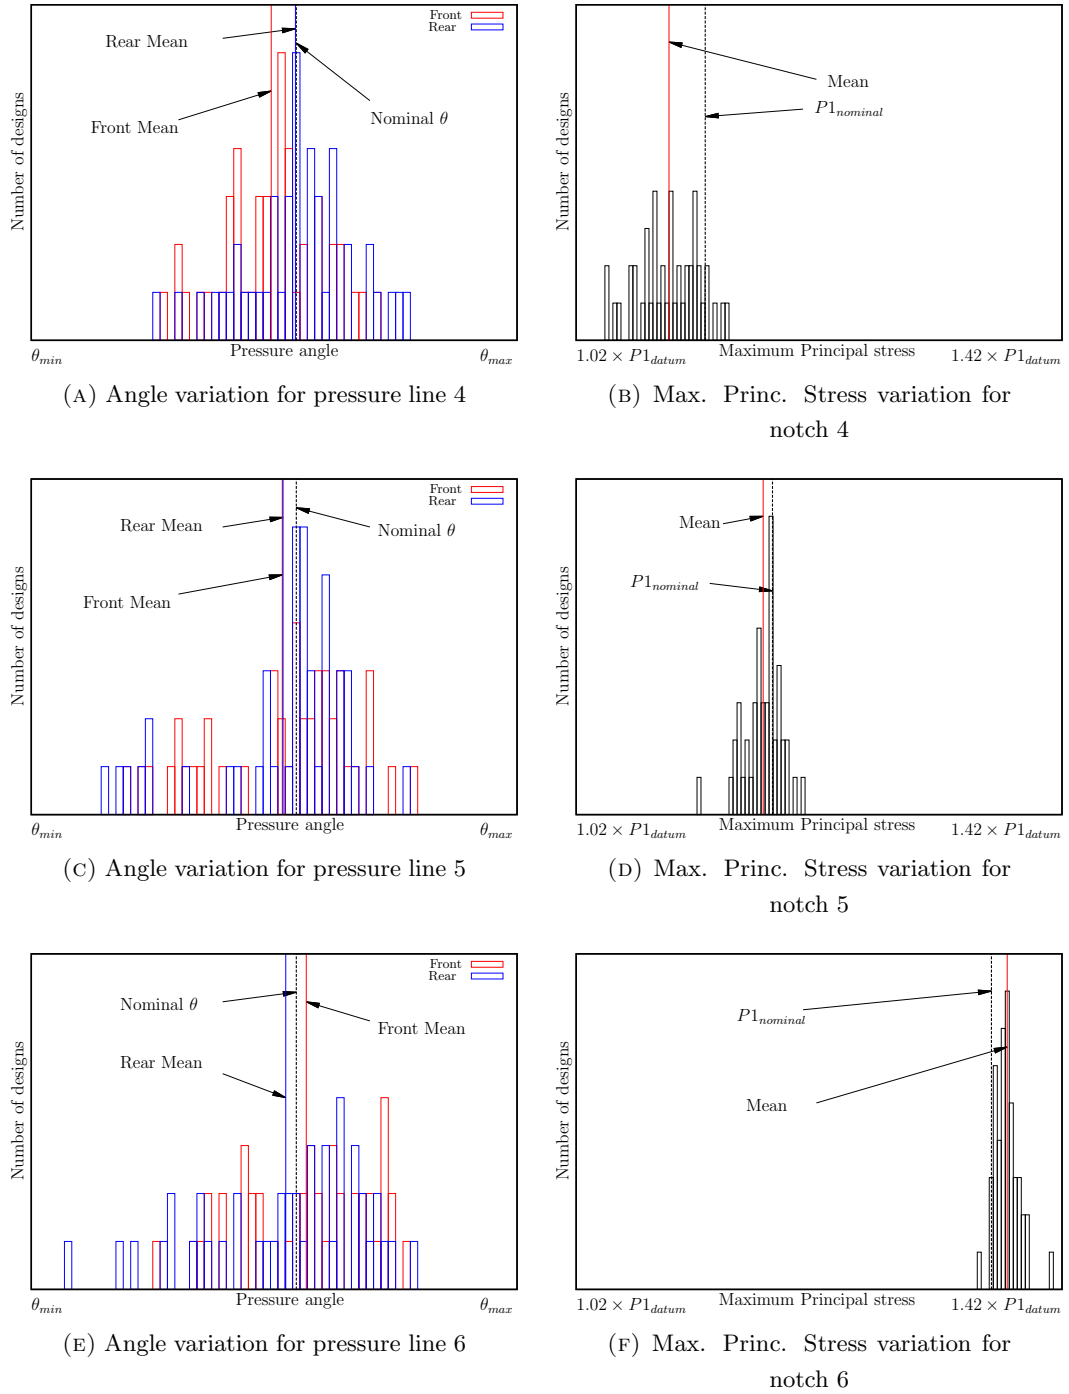 Front
Rear
Rear Mean
Nominal θ
Front Mean
Number of designs
θmin
Pressure angle
θmax
(A) Angle variation for pressure line 4
Mean
P1nominal
Number of designs
1.02 × P1datum
Maximum Principal stress
1.42 × P1datum
(B) Max. Princ. Stress variation for
notch 4
Front
Rear
Rear Mean
Nominal θ
Front Mean
Number of designs
θmin
Pressure angle
θmax
(C) Angle variation for pressure line 5
Mean
P1nominal
Number of designs
1.02 × P1datum
Maximum Principal stress
1.42 × P1datum
(D) Max. Princ. Stress variation for
notch 5
Front
Rear
Nominal θ
Front Mean
Rear Mean
Number of designs
θmin
Pressure angle
θmax
(E) Angle variation for pressure line 6
P1nominal
Mean
Number of designs
1.02 × P1datum
Maximum Principal stress
1.42 × P1datum
(F) Max. Princ. Stress variation for
notch 6